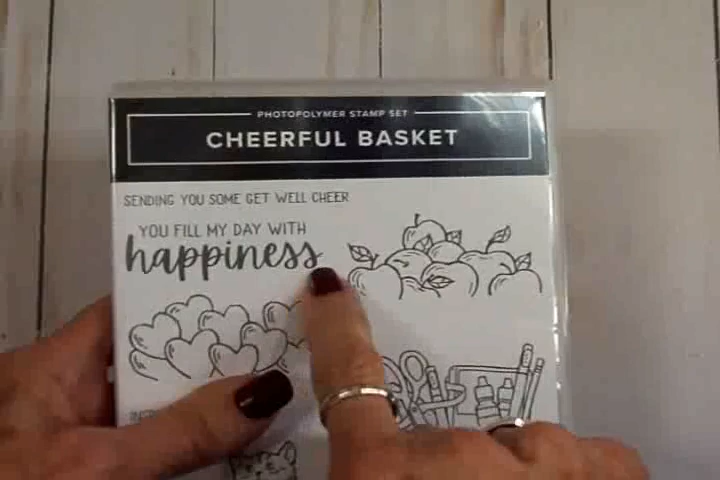 PHOTOPOLYMER STAMP SET
CHEERFUL BASKET
SENDING YOU SOME GET WELL CHEER
YOU FILL MY DAY WITH
happiness